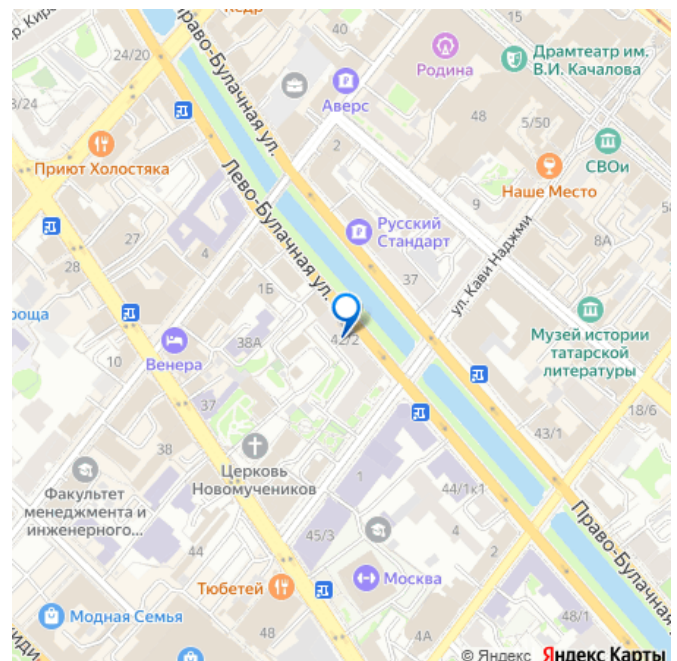 Кедр
р. Кир
24/20
3/24
Право-Булачная ул.
40
15
Родина
Драмтеатр им.
В.И. Качалова
Аверс
48
5/50
2
Приют Холостяка
СВОи
Наше Место
Лево-Булачная ул.
9
Русский
Стандарт
8А
27
4
28
37
ул. Кави Наджми
1Б
роща
42/2
Музей истории
татарской
литературы
38А
Венера
10
18/6
37
43/1
38
Церковь
Новомучеников
Факультет
менеджмента и
инженерного...
1
44/1к1
45/3
4
44
2
Право-Булачная
Тюбетей
Москва
Модная Семья
48/1
48
4А
© Яндекс Яндекс Карты